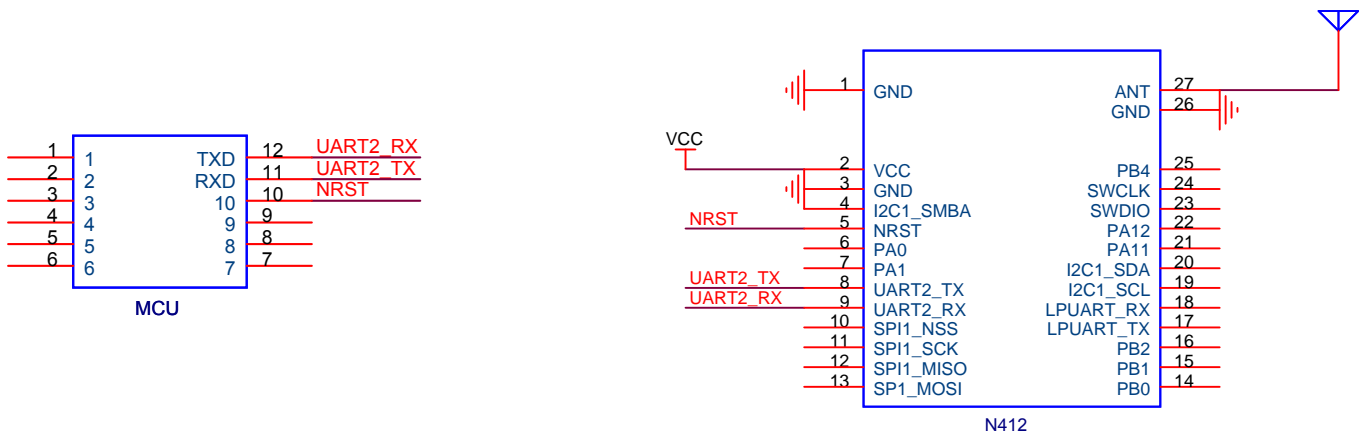 1 1 TXD 12 UART2_RX
2 2 RXD 11 UART2_TX
3 3 10 10 NRST
4 4 9 9
5 5 8 8
6 6 7 7
MCU
1 GND ANT 27
GND 26
VCC
2 VCC PB4 25
3 GND SWCLK 24
4 I2C1_SMBA SWDIO 23
NRST 5 NRST PA12 22
6 PA0 PA11 21
7 PA1 I2C1_SDA 20
UART2_TX 8 UART2_TX I2C1_SCL 19
UART2_RX 9 UART2_RX LPUART_RX 18
10 SPI1_NSS LPUART_TX 17
11 SPI1_SCK PB2 16
12 SPI1_MISO PB1 15
13 SP1_MOSI PB0 14
N412